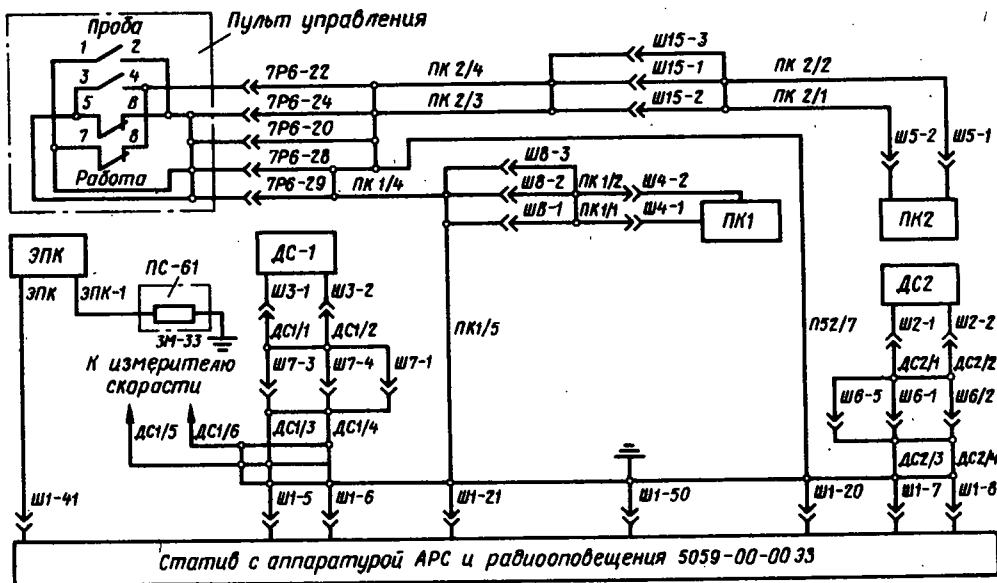 Проба
Пульт управления
1 2
3 4
5 8
7 8
Работа
7Р6-22
7Р6-24
7Р6-20
7Р6-28
7Р6-29
ПК 2/4
ПК 2/3
Ш15-3
Ш15-1
Ш15-2
ПК 2/2
ПК 2/1
Ш5-2
Ш5-1
ПК 1/4
Ш8-3
Ш8-2
Ш8-1
ПК 1/2
ПК1/1
Ш4-2
Ш4-1
ПК1
ПК2
ЭПК
ЭПК
ЭПК-1
ПС-61
ЗМ-33
ДС-1
Ш3-1
Ш3-2
ДС1/1
ДС1/2
Ш7-3
Ш7-4
Ш7-1
ДС1/3
ДС1/4
К измерителю
скорости
ДС1/5
ДС1/6
ПК1/5
П52/7
ДС2
Ш2-1
Ш2-2
ДС2/1
ДС2/2
Ш6-5
Ш6-1
Ш6/2
ДС2/3
ДС2/4
Ш1-41
Ш1-5
Ш1-6
Ш1-21
Ш1-50
Ш1-20
Ш1-7
Ш1-8
Статив с аппаратурой АРС и радиооповещения 5059-00-00ЭЗ